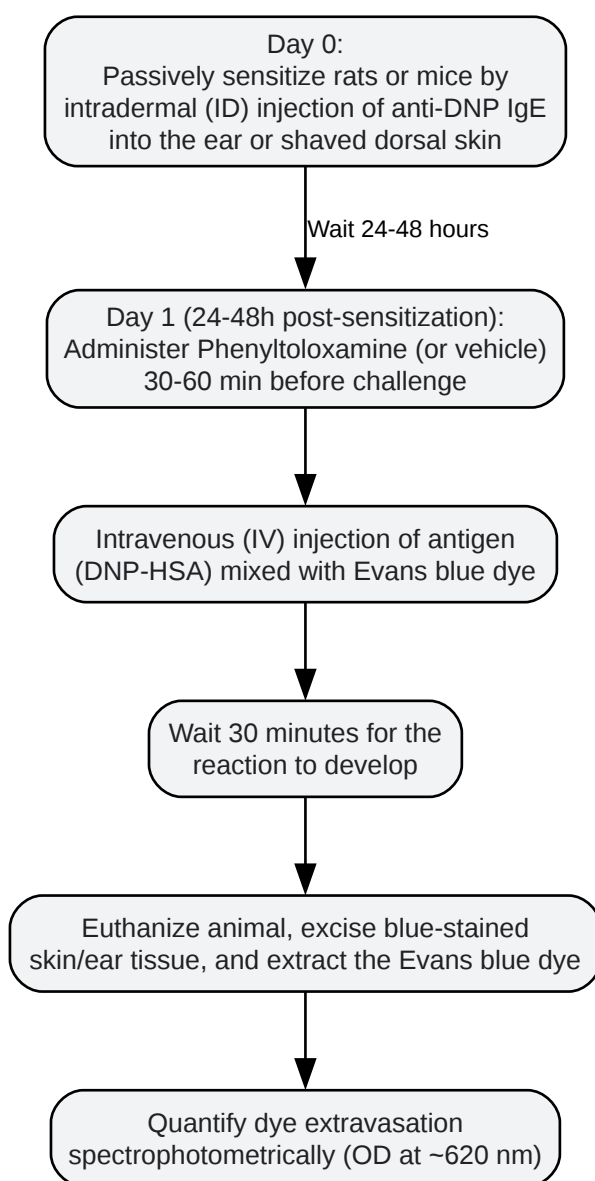 Day 0:
Passively sensitize rats or mice by
intradermal (ID) injection of anti-DNP IgE
into the ear or shaved dorsal skin
Wait 24-48 hours
Day 1 (24-48h post-sensitization):
Administer Phenyltoloxamine (or vehicle)
30-60 min before challenge
Intravenous (IV) injection of antigen
(DNP-HSA) mixed with Evans blue dye
Wait 30 minutes for the
reaction to develop
Euthanize animal, excise blue-stained
skin/ear tissue, and extract the Evans blue dye
Quantify dye extravasation
spectrophotometrically (OD at ~620 nm)